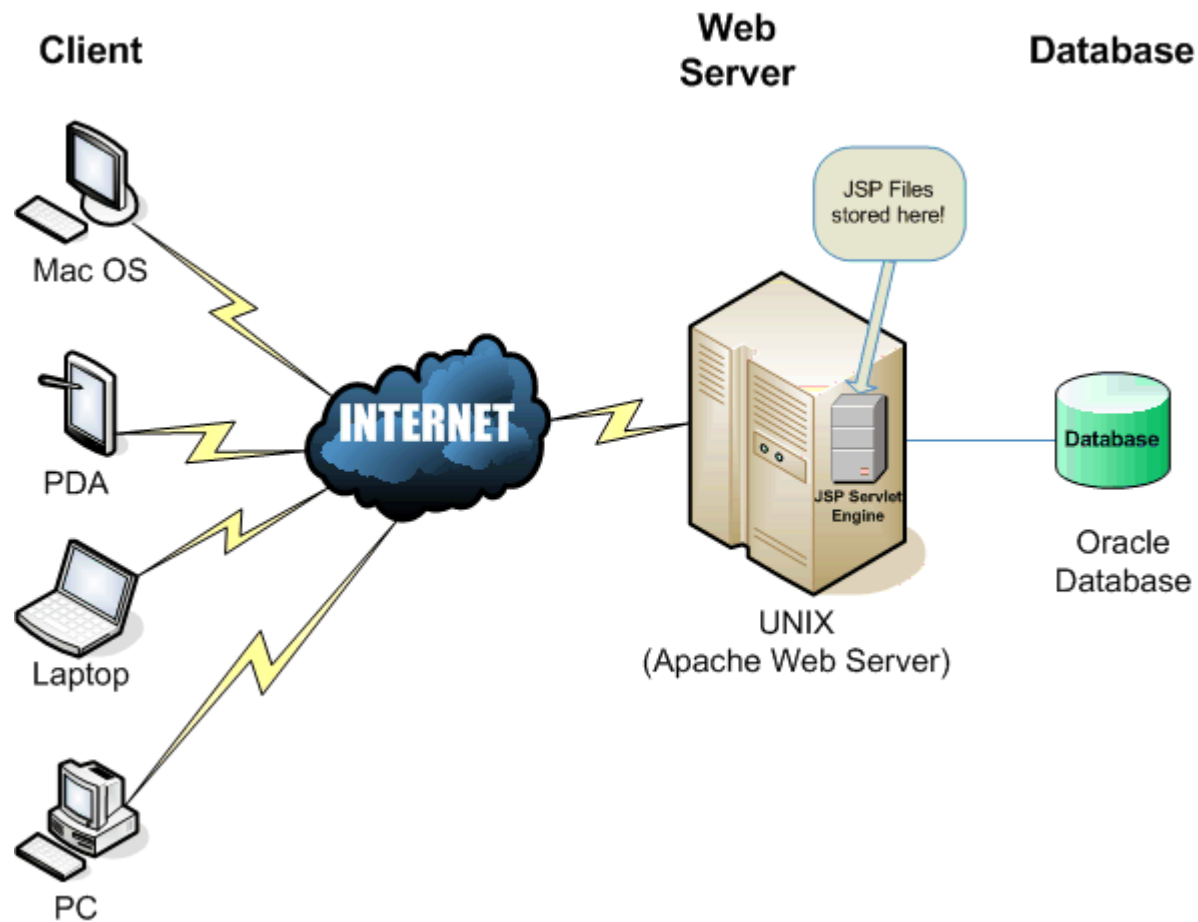 Client
Web
Server
Database
JSP Files
stored here!
Mac OS
PDA
INTERNET
Laptop
PC
JSP Servlet
Engine
UNIX
(Apache Web Server)
Database
Oracle
Database